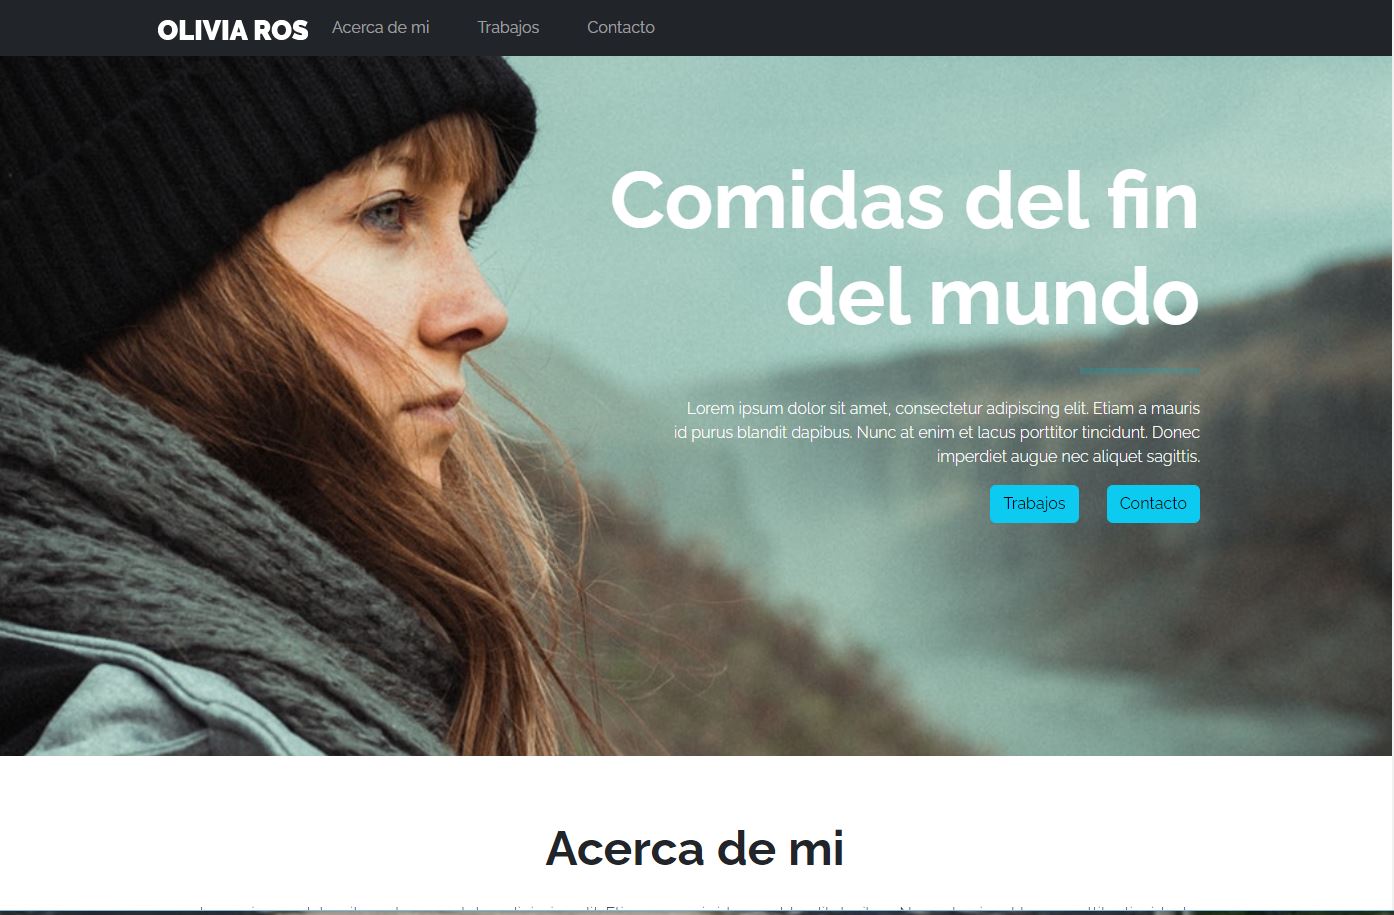 OLIVIA ROS Acerca de mi Trabajos Contacto
Comidas del fin
del mundo
Lorem ipsum dolor sit amet, consectetur adipiscing elit. Etiam a mauris
id purus blandit dapibus. Nunc at enim et lacus porttitor tincidunt. Donec
imperdiet augue nec aliquet sagittis.
Trabajos Contacto
Acerca de mi